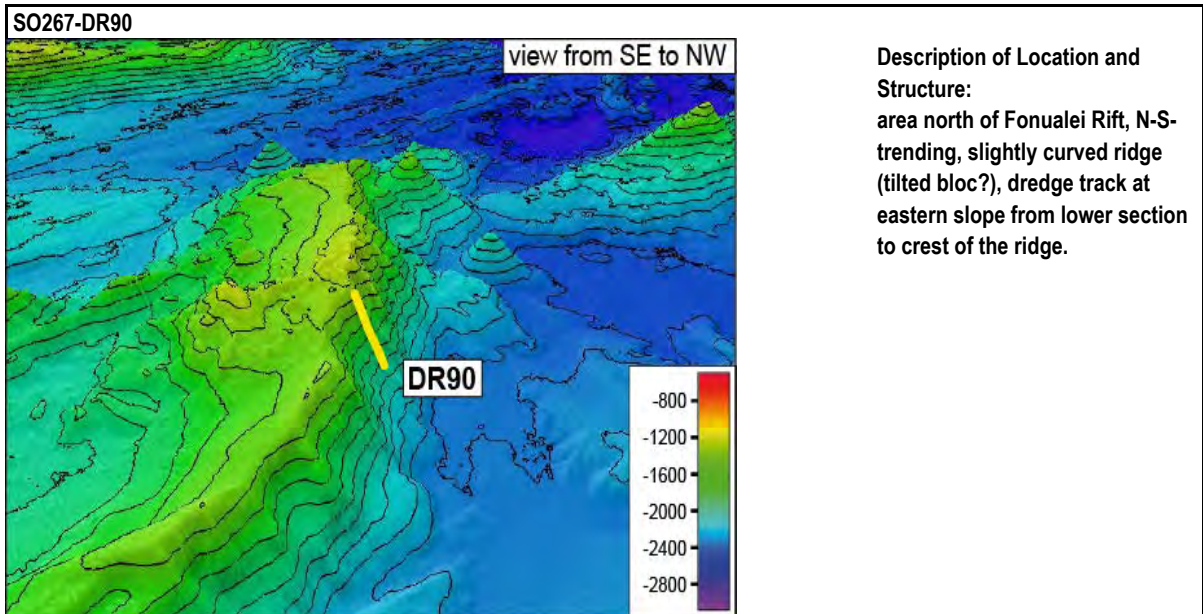 SO267-DR90
view from SE to NW
DR90
-800
-1200
-1600
-2000
-2400
-2800
Description of Location and
Structure:
area north of Fonualei Rift, N-S-
trending, slightly curved ridge
(tilted bloc?), dredge track at
eastern slope from lower section
to crest of the ridge.